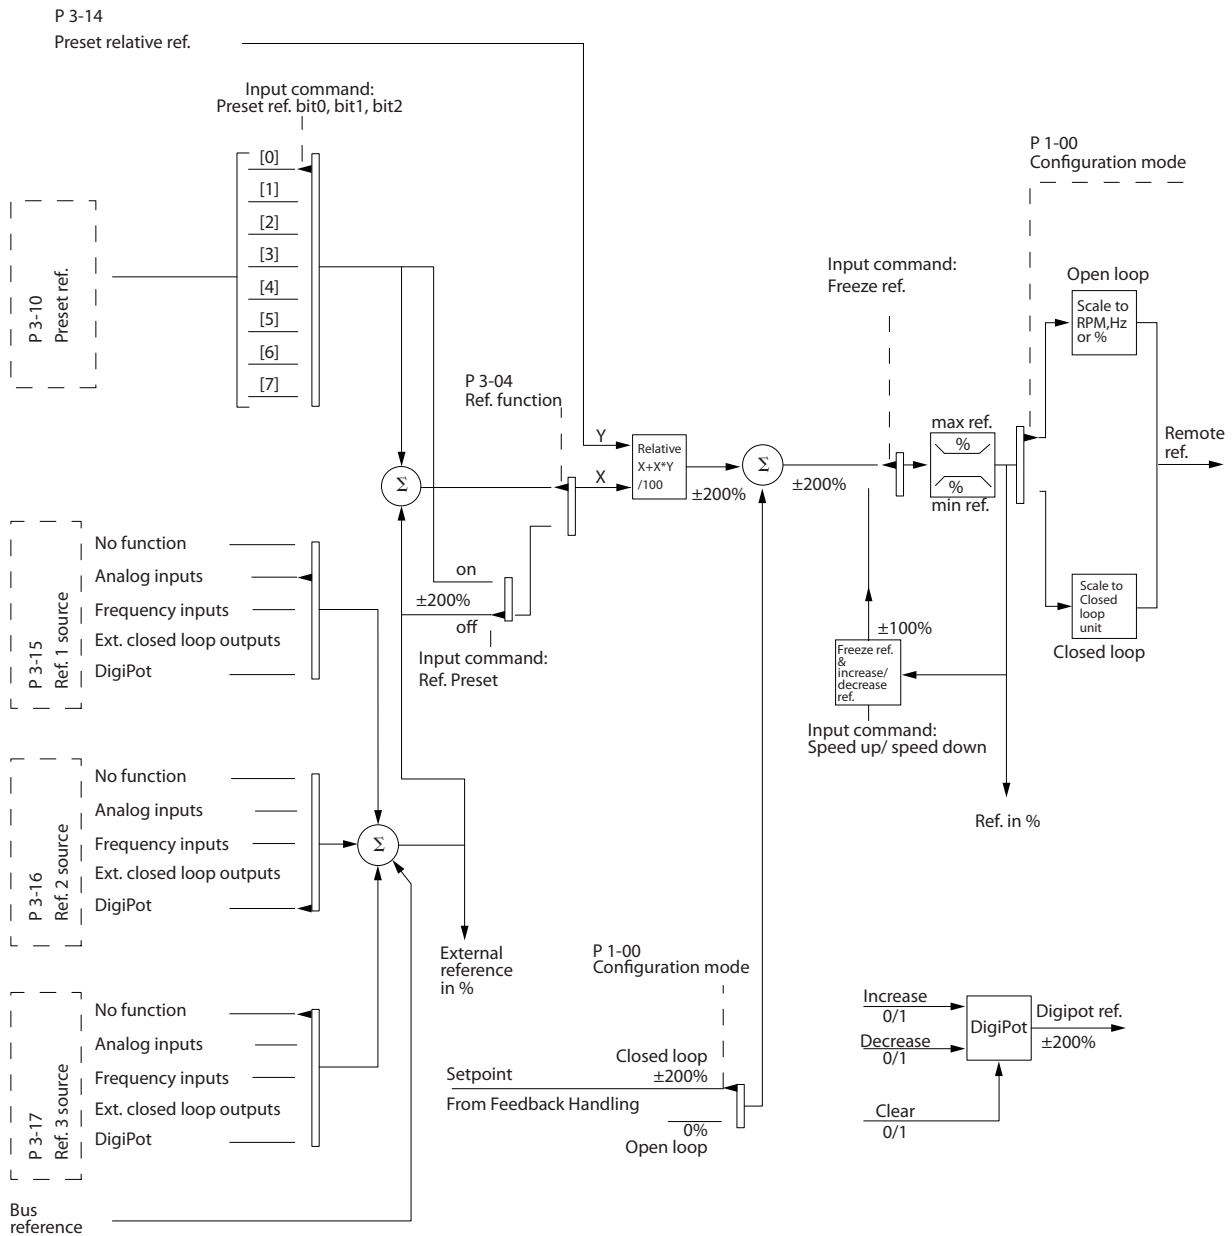 P 3-14
Preset relative ref.
Input command:
Preset ref. bit0, bit1, bit2
[0]
[1]
[2]
[3]
[4]
[5]
[6]
[7]
P 3-10
Preset ref.
P 1-00
Configuration mode
Input command:
Freeze ref.
Open loop
Scale to
RPM,Hz
or %
P 3-04
Ref. function
Y
X
Relative
X+X*Y
/100
±200%
Σ
±200%
max ref.
%
%
min ref.
Remote
ref.
Σ
on
±200%
off
Input command:
Ref. Preset
P 3-15
Ref. 1 source
No function
Analog inputs
Frequency inputs
Ext. closed loop outputs
DigiPot
±100%
Freeze ref.
&
increase/
decrease
ref.
Input command:
Speed up/ speed down
Scale to
Closed
loop
unit
Closed loop
Ref. in %
P 3-16
Ref. 2 source
No function
Analog inputs
Frequency inputs
Ext. closed loop outputs
DigiPot
Σ
External
reference
in %
P 3-17
Ref. 3 source
No function
Analog inputs
Frequency inputs
Ext. closed loop outputs
DigiPot
Bus
reference
P 1-00
Configuration mode
Closed loop
±200%
Setpoint
From Feedback Handling
0%
Open loop
Increase
0/1
Decrease
0/1
Clear
0/1
DigiPot
Digipot ref.
±200%